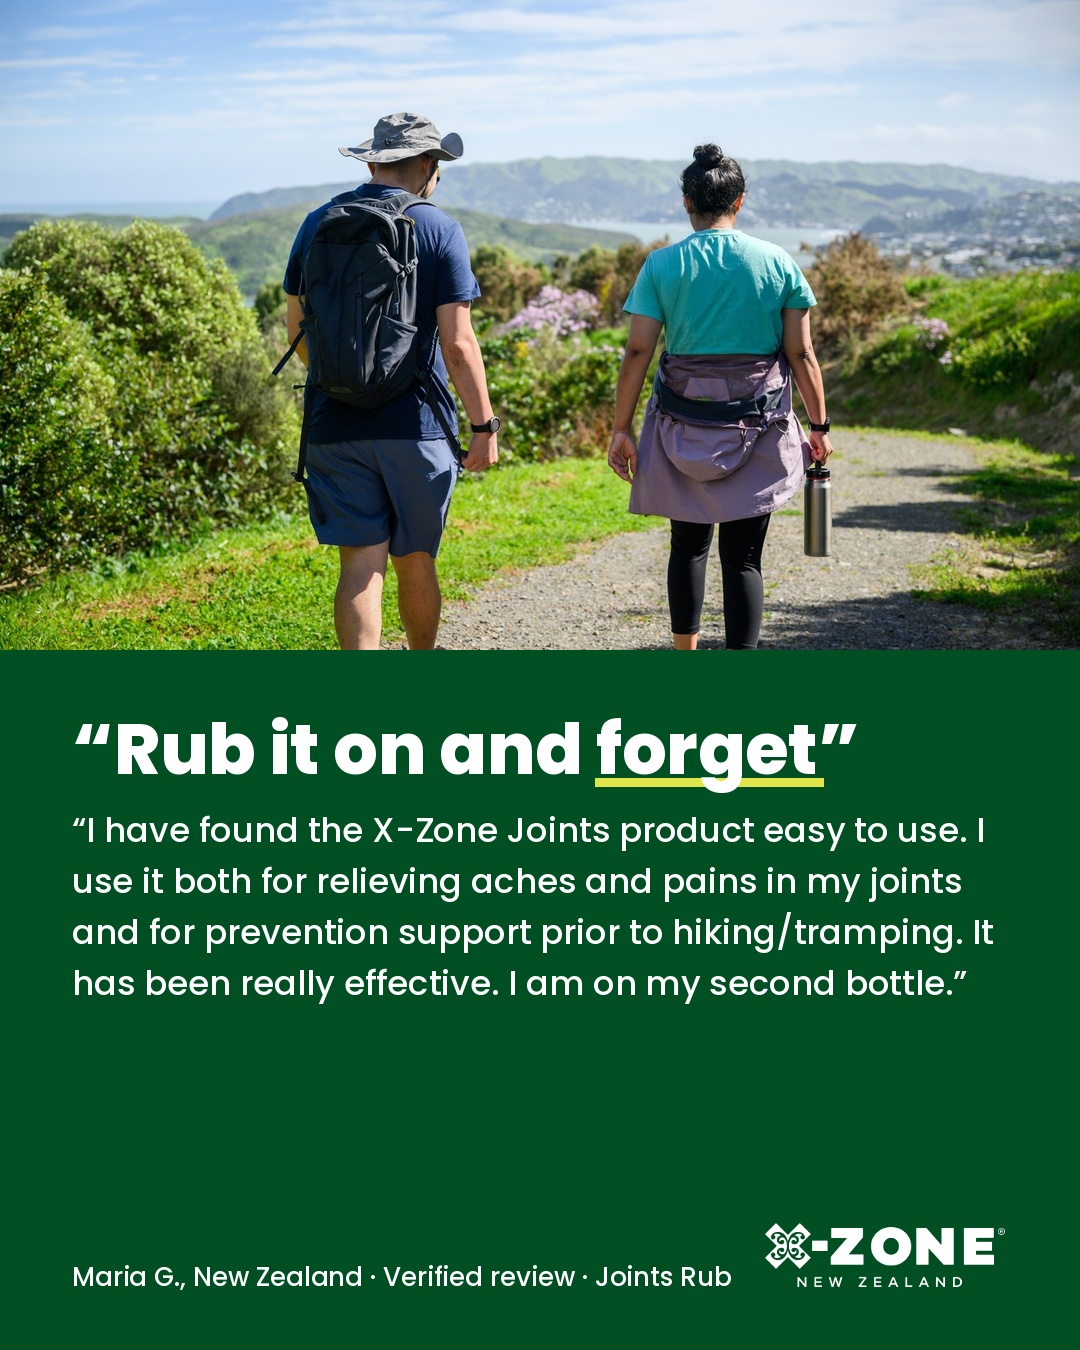 “Rub it on and forget”
“I have found the X-Zone Joints product easy to use. I
use it both for relieving aches and pains in my joints
and for prevention support prior to hiking/tramping. It
has been really effective. I am on my second bottle.”
Maria G., New Zealand · Verified review · Joints Rub
X-ZONE®
NEW ZEALAND